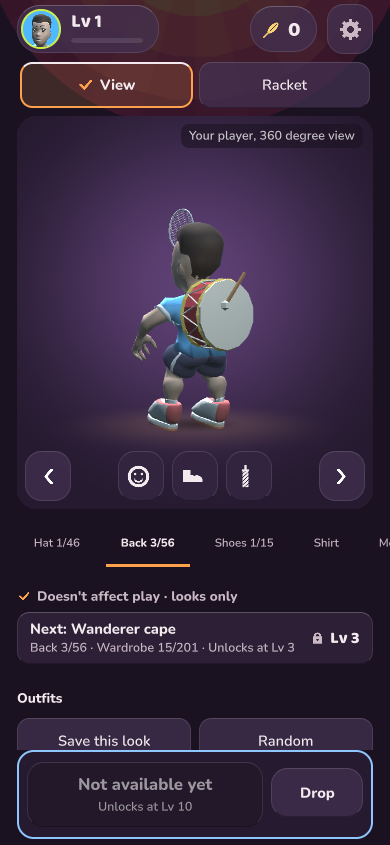 Lv 1
0
View
Racket
Your player, 360 degree view
Hat 1/46
Back 3/56
Shoes 1/15
Shirt
Doesn't affect play · looks only
Next: Wanderer cape
Back 3/56 · Wardrobe 15/201 · Unlocks at Lv 3
Lv 3
Outfits
Save this look
Random
Not available yet
Unlocks at Lv 10
Drop